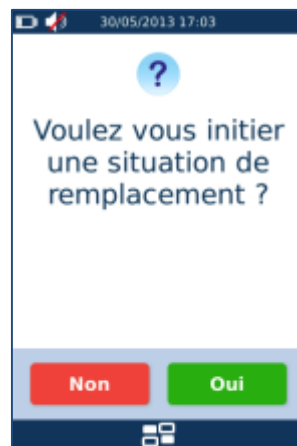 30/05/2013 17:03
?
Voulez vous initier
une situation de
remplacement ?
Non
Oui